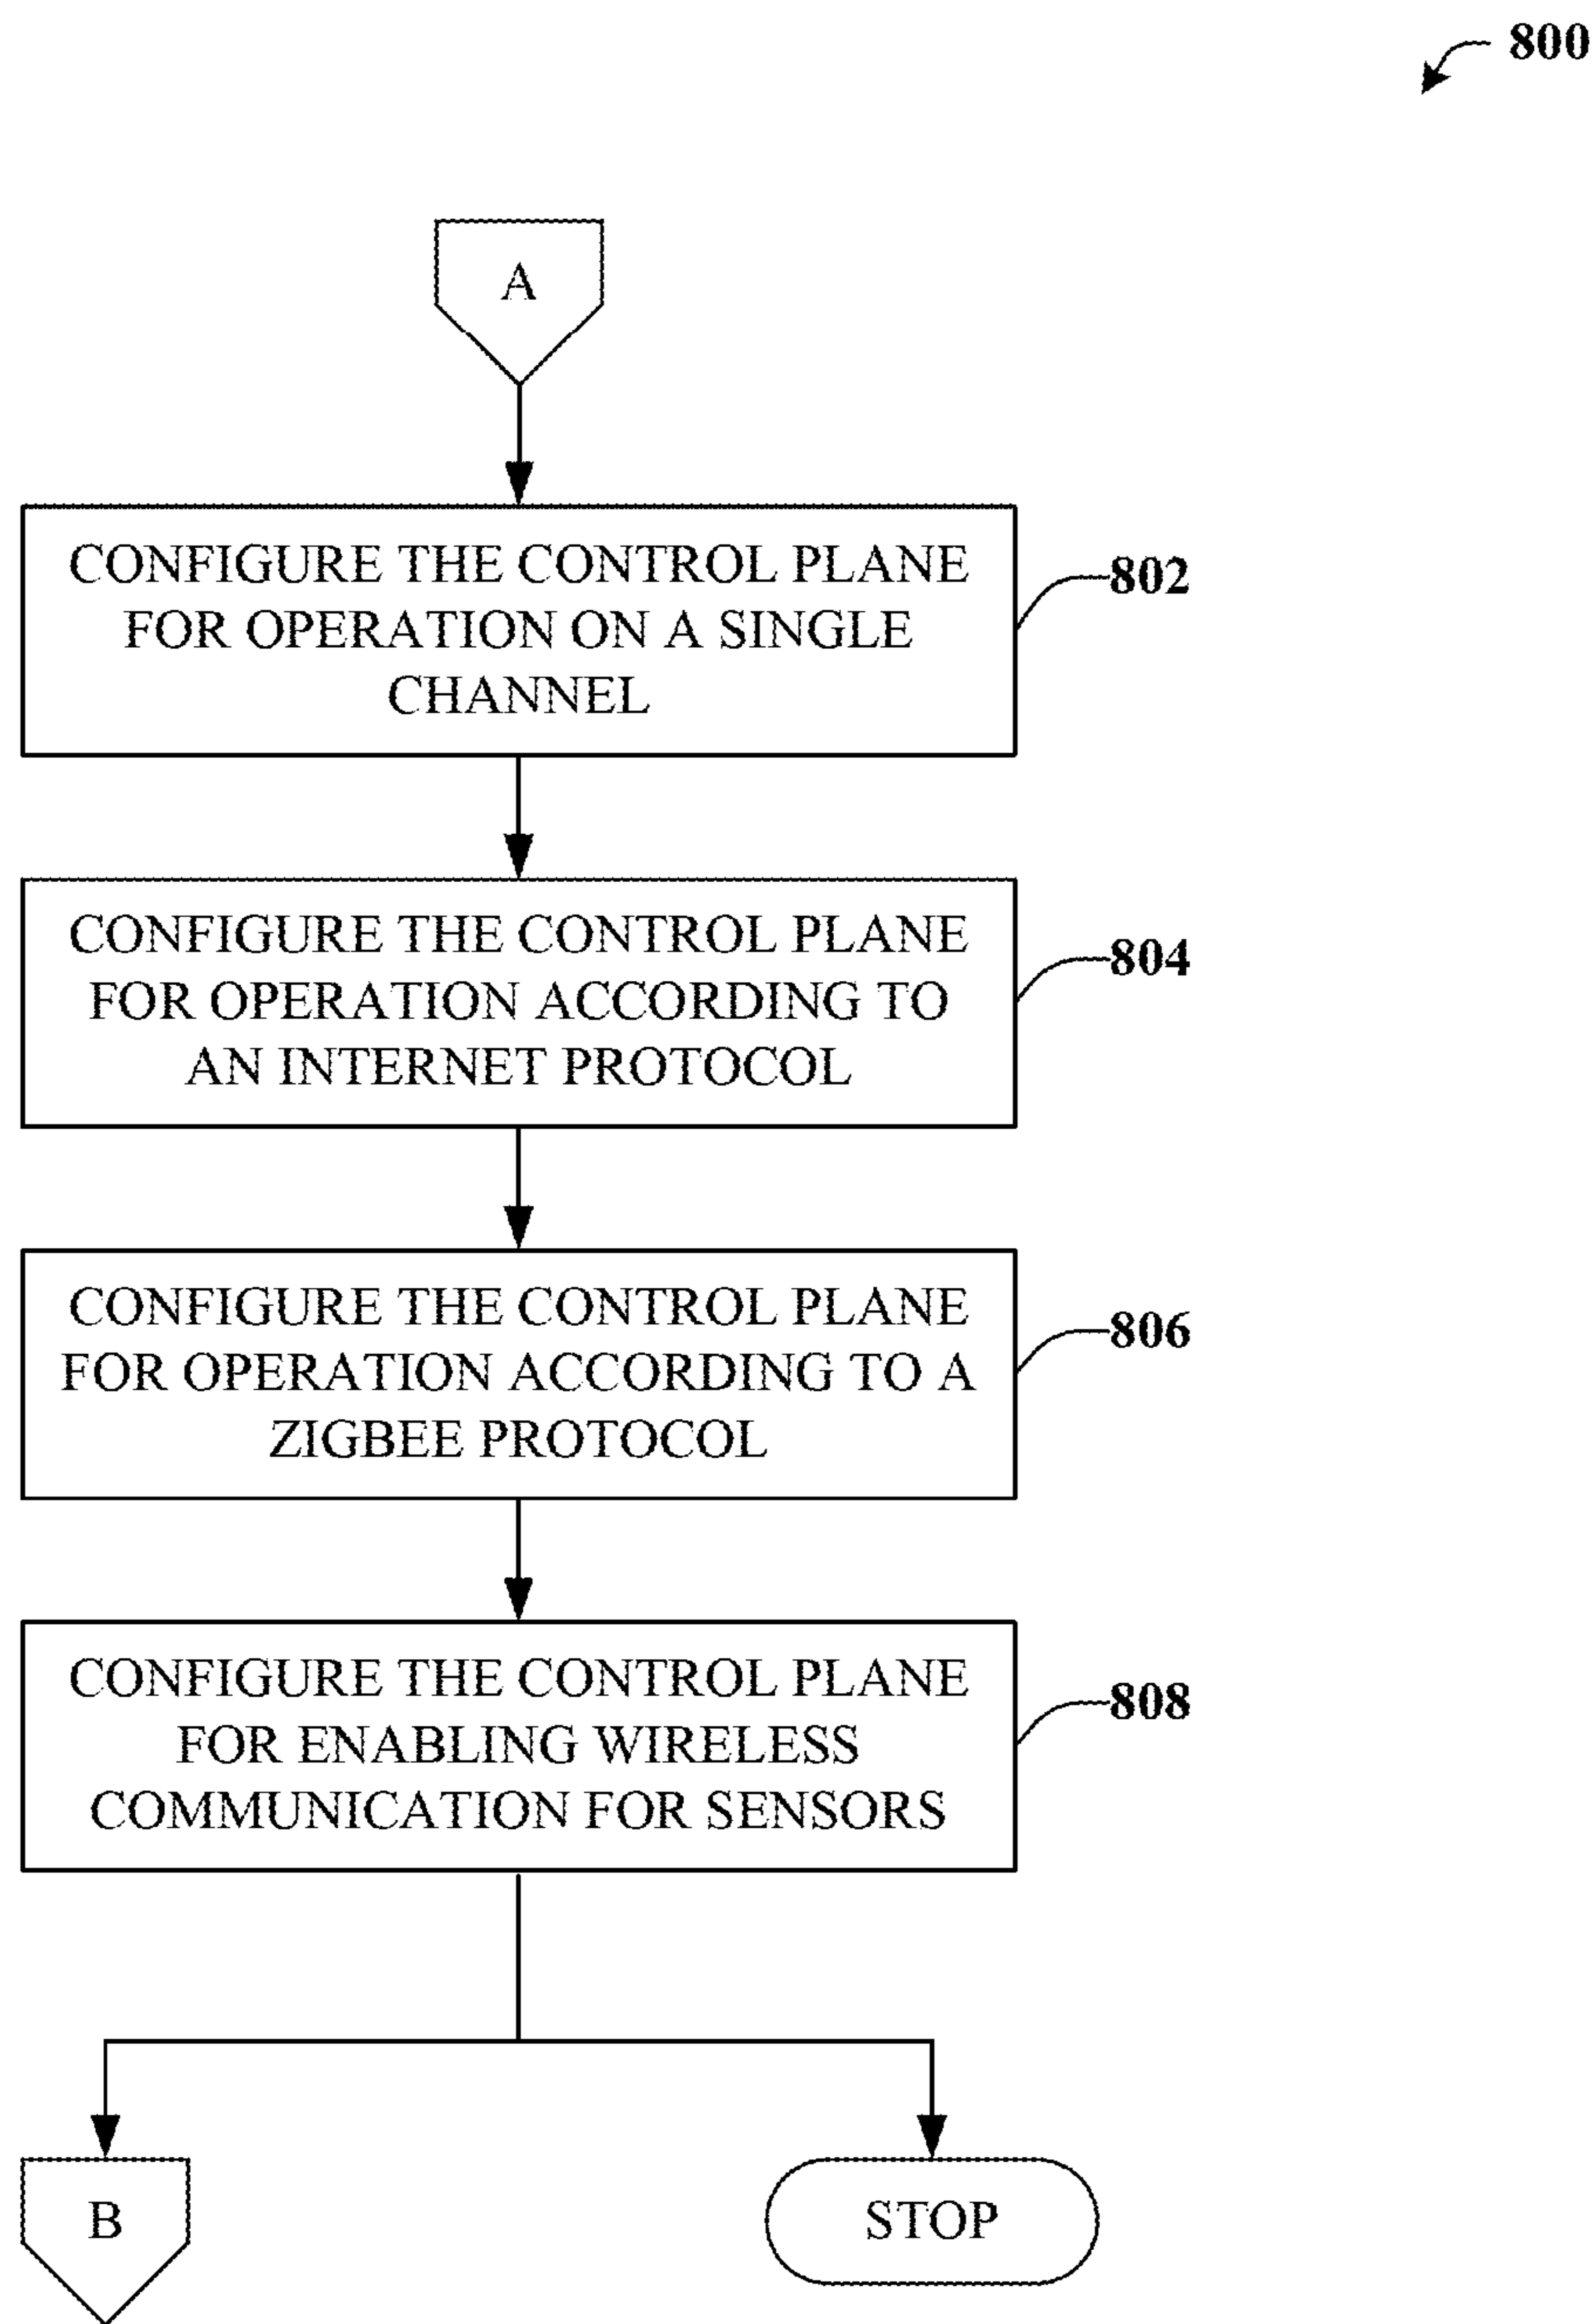 800
A
CONFIGURE THE CONTROL PLANE
FOR OPERATION ON A SINGLE
CHANNEL
802
CONFIGURE THE CONTROL PLANE
FOR OPERATION ACCORDING TO
AN INTERNET PROTOCOL
804
CONFIGURE THE CONTROL PLANE
FOR OPERATION ACCORDING TO A
ZIGBEE PROTOCOL
806
CONFIGURE THE CONTROL PLANE
FOR ENABLING WIRELESS
COMMUNICATION FOR SENSORS
808
B
STOP